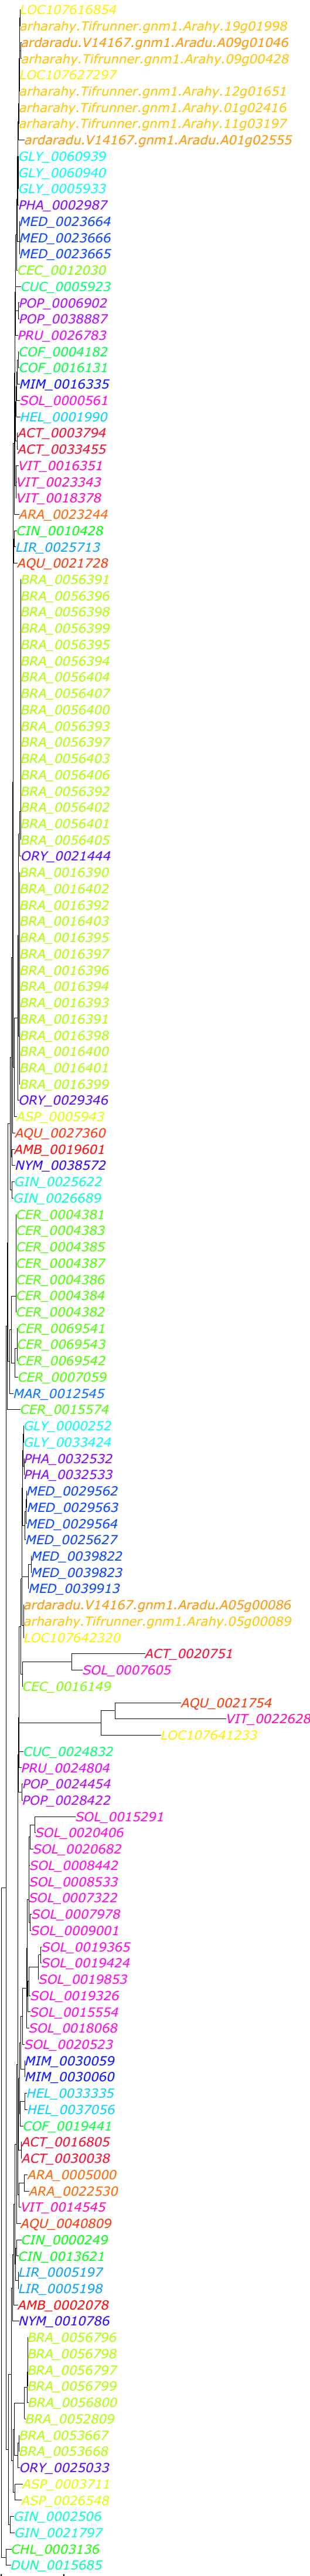 LOC107616854
arharahy.Tifrunner.gnm1.Arahy.19g01998
ardaradu.V14167.gnm1.Aradu.A09g01046
arharahy.Tifrunner.gnm1.Arahy.09g00428
LOC107627297
arharahy.Tifrunner.gnm1.Arahy.12g01651
arharahy.Tifrunner.gnm1.Arahy.01g02416
arharahy.Tifrunner.gnm1.Arahy.11g03197
ardaradu.V14167.gnm1.Aradu.A01g02555
GLY_0060939
GLY_0060940
GLY_0005933
PHA_0002987
MED_0023664
MED_0023666
MED_0023665
CEC_0012030
CUC_0005923
POP_0006902
POP_0038887
PRU_0026783
COF_0004182
COF_0016131
MIM_0016335
SOL_0000561
HEL_0001990
ACT_0003794
ACT_0033455
VIT_0016351
VIT_0023343
VIT_0018378
ARA_0023244
CIN_0010428
LIR_0025713
AQU_0021728
BRA_0056391
BRA_0056396
BRA_0056398
BRA_0056399
BRA_0056395
BRA_0056394
BRA_0056404
BRA_0056407
BRA_0056400
BRA_0056393
BRA_0056397
BRA_0056403
BRA_0056406
BRA_0056392
BRA_0056402
BRA_0056401
BRA_0056405
ORY_0021444
BRA_0016390
BRA_0016402
BRA_0016392
BRA_0016403
BRA_0016395
BRA_0016397
BRA_0016396
BRA_0016394
BRA_0016393
BRA_0016391
BRA_0016398
BRA_0016400
BRA_0016401
BRA_0016399
ORY_0029346
ASP_0005943
AQU_0027360
AMB_0019601
NYM_0038572
GIN_0025622
GIN_0026689
CER_0004381
CER_0004383
CER_0004385
CER_0004387
CER_0004386
CER_0004384
CER_0004382
CER_0069541
CER_0069543
CER_0069542
CER_0007059
MAR_0012545
CER_0015574
GLY_0000252
GLY_0033424
PHA_0032532
PHA_0032533
MED_0029562
MED_0029563
MED_0029564
MED_0025627
MED_0039822
MED_0039823
MED_0039913
ardaradu.V14167.gnm1.Aradu.A05g00086
arharahy.Tifrunner.gnm1.Arahy.05g00089
LOC107642320
ACT_0020751
SOL_0007605
CEC_0016149
AQU_0021754
VIT_0022628
LOC107641233
CUC_0024832
PRU_0024804
POP_0024454
POP_0028422
SOL_0015291
SOL_0020406
SOL_0020682
SOL_0008442
SOL_0008533
SOL_0007322
SOL_0007978
SOL_0009001
SOL_0019365
SOL_0019424
SOL_0019853
SOL_0019326
SOL_0015554
SOL_0018068
SOL_0020523
MIM_0030059
MIM_0030060
HEL_0033335
HEL_0037056
COF_0019441
ACT_0016805
ACT_0030038
ARA_0005000
ARA_0022530
VIT_0014545
AQU_0040809
CIN_0000249
CIN_0013621
LIR_0005197
LIR_0005198
AMB_0002078
NYM_0010786
BRA_0056796
BRA_0056798
BRA_0056797
BRA_0056799
BRA_0056800
BRA_0052809
BRA_0053667
BRA_0053668
ORY_0025033
ASP_0003711
ASP_0026548
GIN_0002506
GIN_0021797
CHL_0003136
DUN_0015685